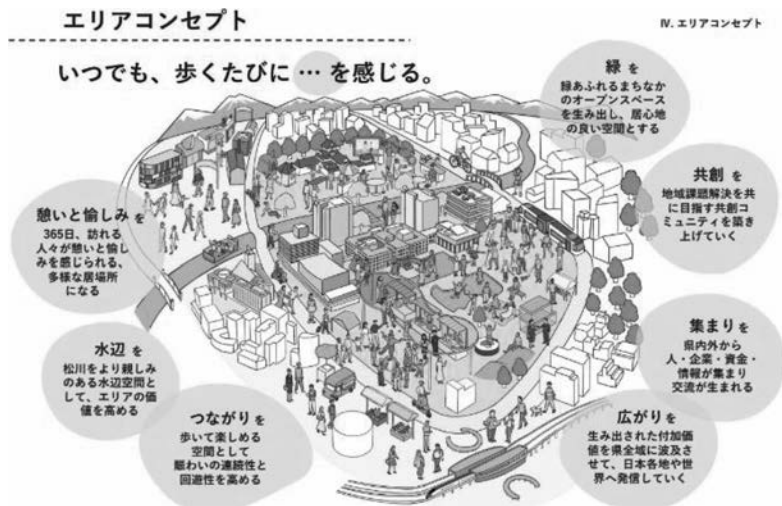 エリアコンセプト
IV. エリアコンセプト
いつでも、歩くたびに … を感じる。
緑 を
緑あふれるまちなか
のオープンスペース
を生み出し、居心地
の良い空間とする
共創 を
地域課題解決を共
に目指す共創コ
ミュニティを築き
上げていく
憩いと愉しみ を
365日、訪れる
人々が憩いと愉し
みを感じられる、
多様な居場所
になる
水辺 を
松川をより親しみ
のある水辺空間と
して、エリアの価
値を高める
つながり を
歩いて楽しめる
空間として
賑わいの連続性と
回遊性を高める
集まり を
県内外から
人・企業・資金・
情報が集まり
交流が生まれる
広がり を
生み出された付加価
値を県全域に波及さ
せて、日本各地や世
界へ発信していく